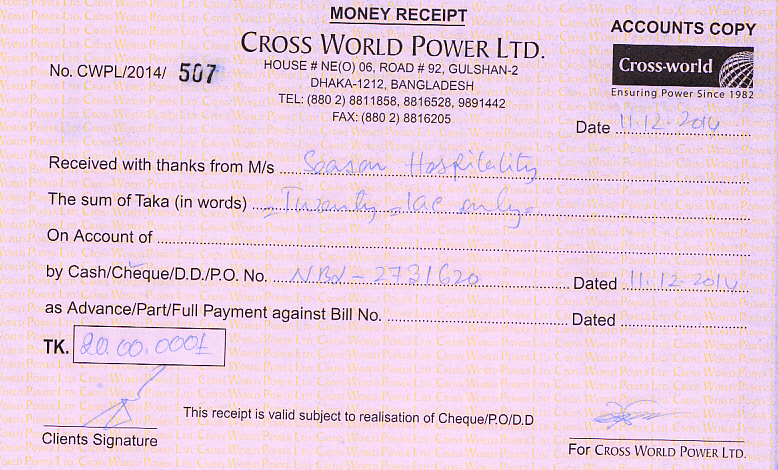 MONEY RECEIPT
ACCOUNTS COPY
CROSS WORLD POWER LTD.
Cross-world
Ensuring Power Since 1982
No. CWPL/2014/ 507
HOUSE # NE(O) 06, ROAD # 92, GULSHAN-2
DHAKA-1212, BANGLADESH
TEL: (880 2) 8811858, 8816528, 9891442
FAX: (880 2) 8816205
Date 11.12.2014
Received with thanks from M/s Season Hospitality
The sum of Taka (in words) = Twenty = lac only =
On Account of
by Cash/Cheque/D.D./P.O. No. NBL - 2731620 Dated 11.12.2014
as Advance/Part/Full Payment against Bill No. Dated
TK. 20.00.000/
This receipt is valid subject to realisation of Cheque/P.O/D.D
Clients Signature
For CROSS WORLD POWER LTD.